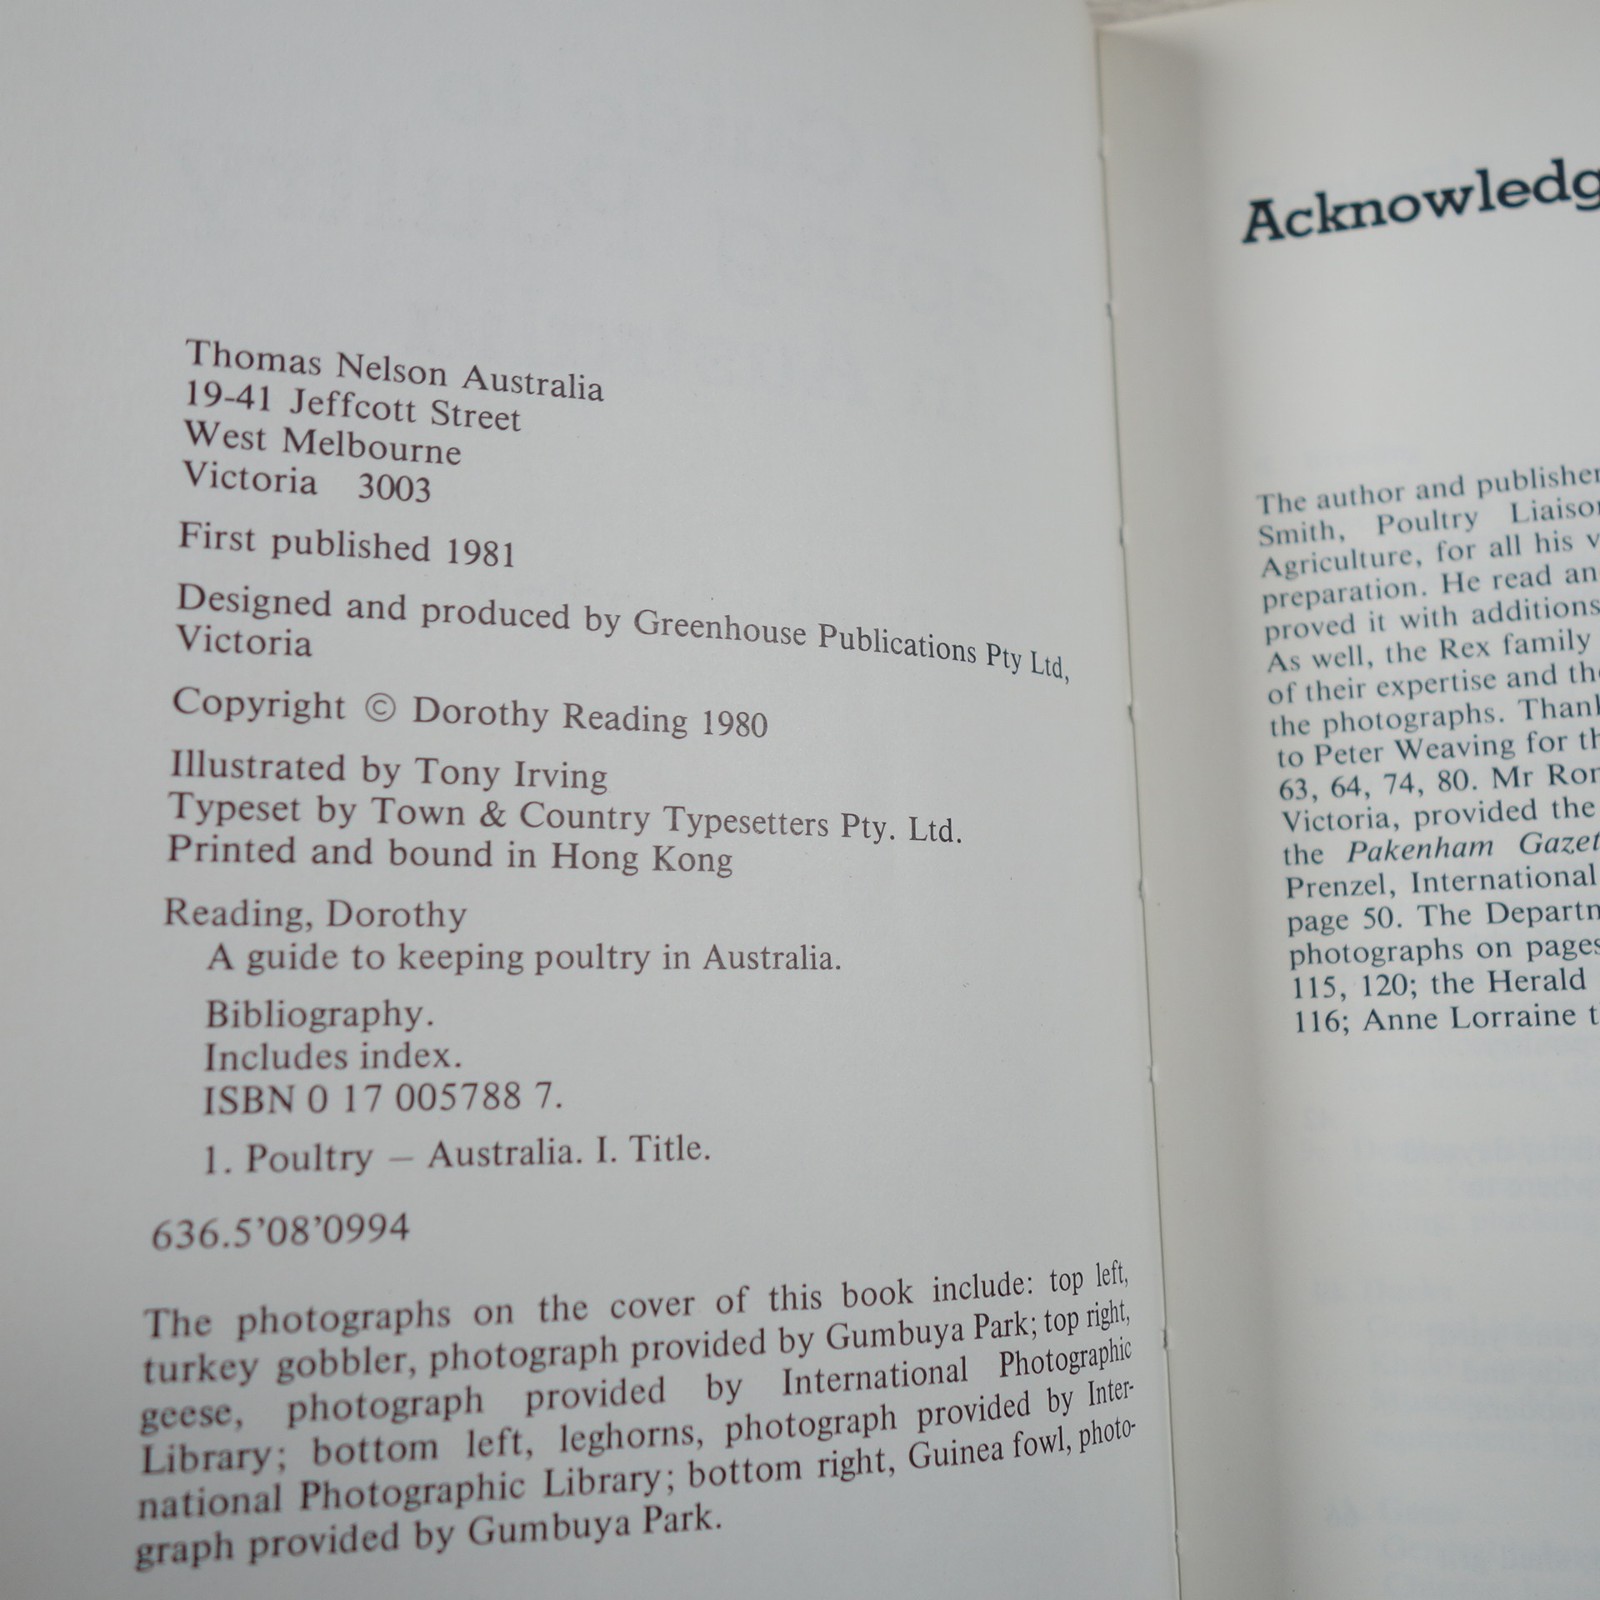 Thomas Nelson Australia
19-41 Jeffcott Street
West Melbourne
Victoria 3003
First published 1981
Designed and produced by Greenhouse Publications Pty Ltd,
Victoria
Copyright © Dorothy Reading 1980
Illustrated by Tony Irving
Typeset by Town & Country Typesetters Pty. Ltd.
Printed and bound in Hong Kong
Reading, Dorothy
A guide to keeping poultry in Australia.
Bibliography.
Includes index.
ISBN 0 17 005788 7.
1. Poultry – Australia. I. Title.
636.5'08'0994
The photographs on the cover of this book include: top left,
turkey gobbler, photograph provided by Gumbuya Park; top right,
geese, photograph provided by International Photographic
Library; bottom left, leghorns, photograph provided by Inter-
national Photographic Library; bottom right, Guinea fowl, photo-
graph provided by Gumbuya Park.
Acknowledg
The author and publisher
Smith, Poultry Liaison
Agriculture, for all his v
preparation. He read an
proved it with additions
As well, the Rex family
of their expertise and the
the photographs. Thank
to Peter Weaving for th
63, 64, 74, 80. Mr Ron
Victoria, provided the
the Pakenham Gazet
Prenzel, International
page 50. The Departm
photographs on pages
115, 120; the Herald
116; Anne Lorraine t